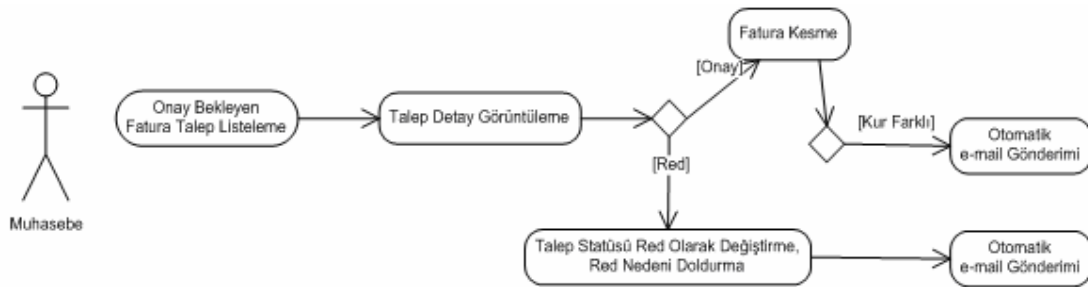 Fatura Kesme
[Onay]
Onay Bekleyen
Fatura Talep Listeleme
Talep Detay Görüntüleme
[Kur Farklı]
Otomatik
e-mail Gönderimi
[Red]
Muhasebe
Talep Statüsü Red Olarak Değiştirme,
Red Nedeni Doldurma
Otomatik
e-mail Gönderimi